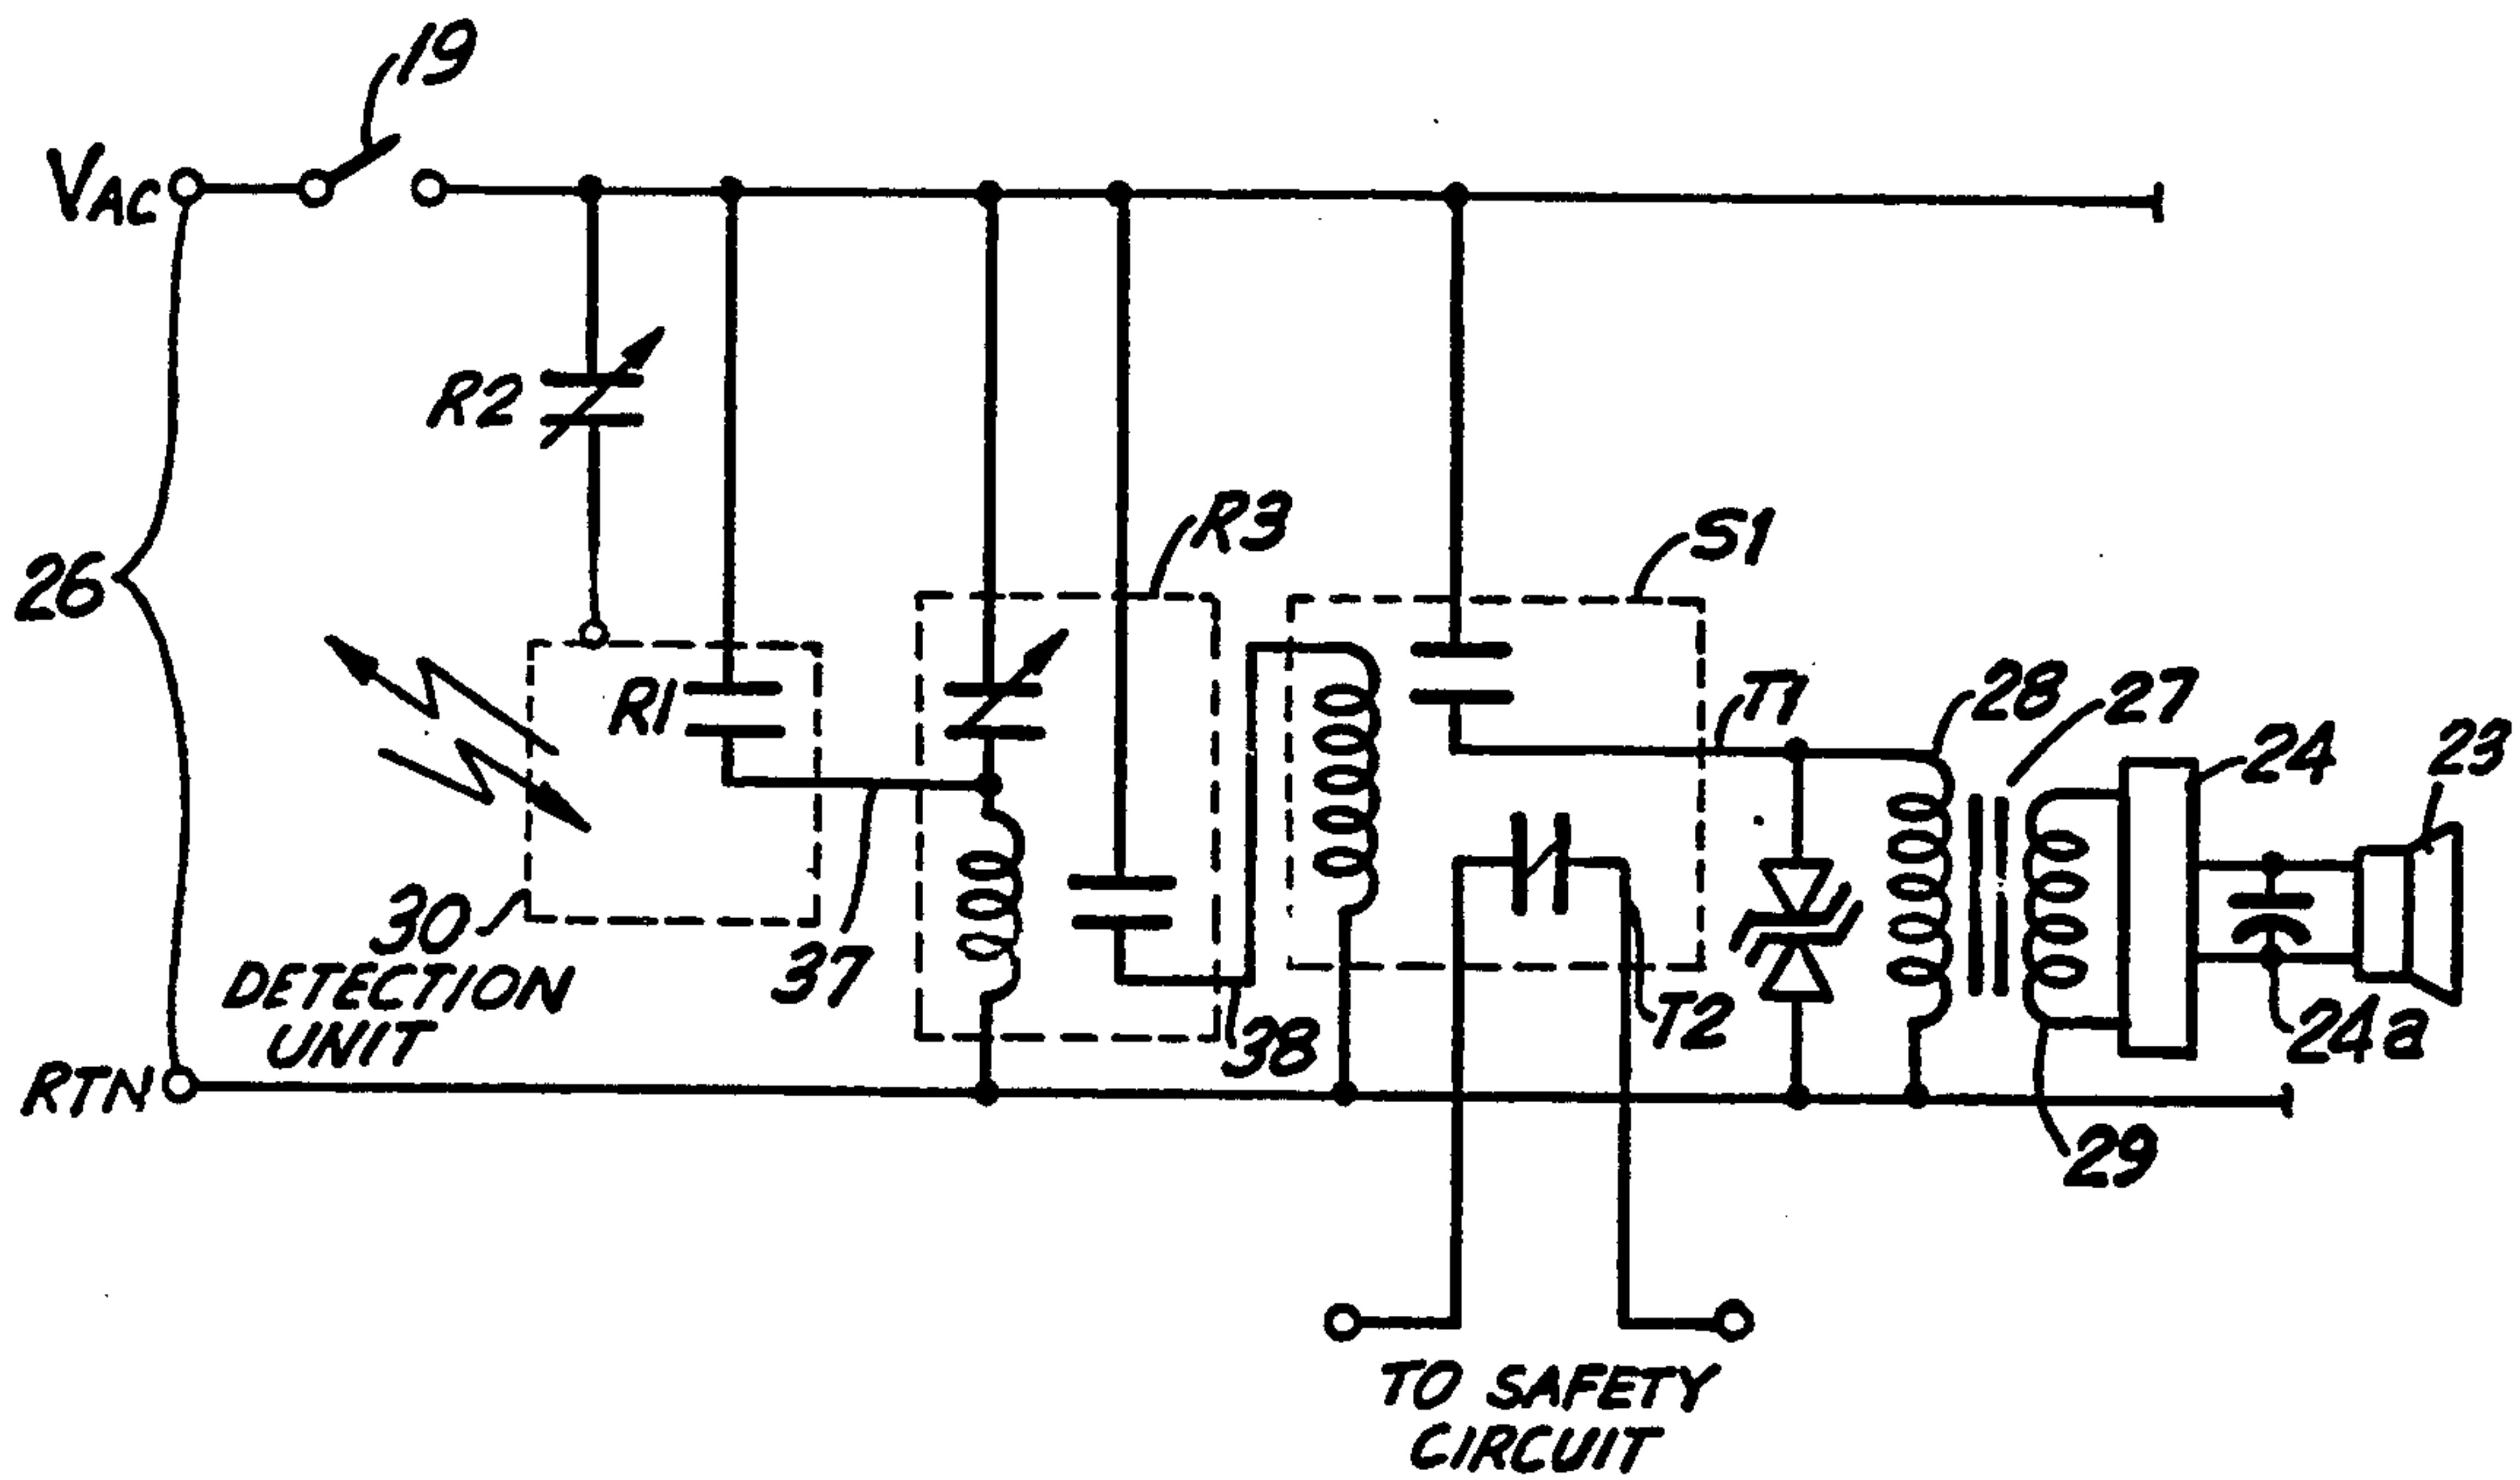 19
VAC
R2
26
R3
S1
R1
T1
28
27
24
23
30
DETECTION
UNIT
37
38
T2
24a
RTN
29
TO SAFETY
CIRCUIT